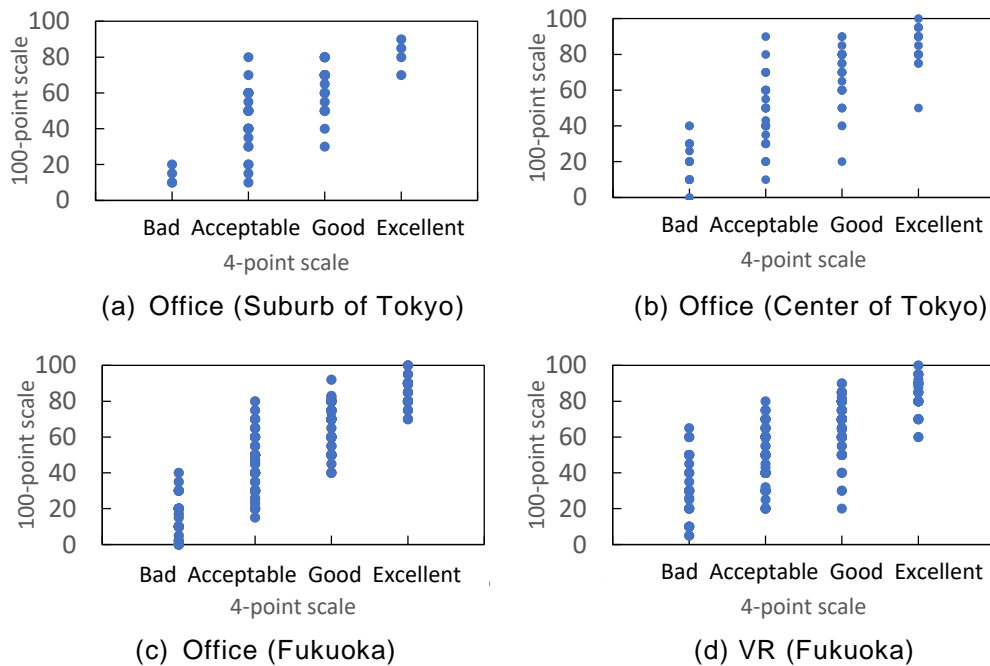 100
80
60
40
20
0
100-point scale
Bad Acceptable Good Excellent
4-point scale
(a) Office (Suburb of Tokyo)
100
80
60
40
20
0
100-point scale
Bad Acceptable Good Excellent
4-point scale
(b) Office (Center of Tokyo)
100
80
60
40
20
0
100-point scale
Bad Acceptable Good Excellent
4-point scale
(c) Office (Fukuoka)
100
80
60
40
20
0
100-point scale
Bad Acceptable Good Excellent
4-point scale
(d) VR (Fukuoka)